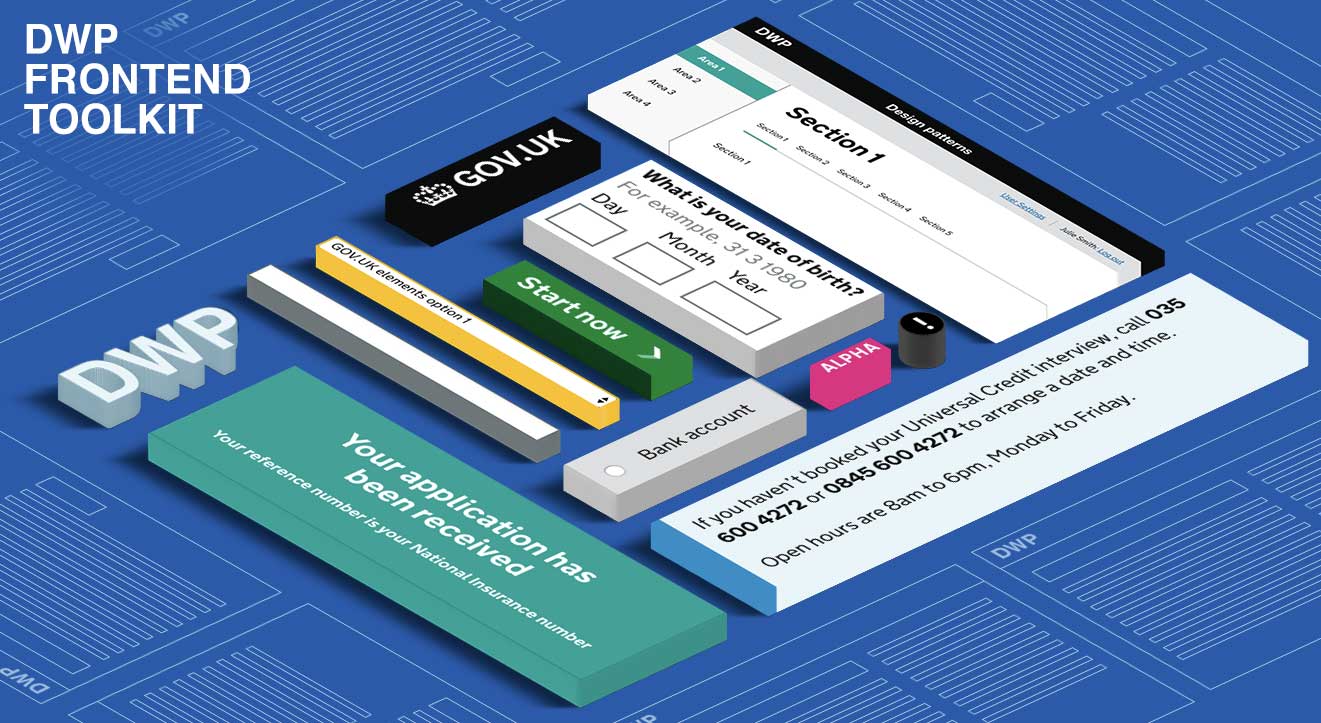 DWP
FRONTEND
TOOLKIT
DWP
DWP
Design patterns
User Settings
Julie Smith Log out
Area 1
Area 2
Area 3
Area 4
Section 1
Section 1
Section 2
Section 3
Section 4
Section 5
Section 1
GOV.UK
What is your date of birth?
For example, 31 3 1980
Day
Month
Year
GOV.UK elements option 1
Start now
!
ALPHA
Bank account
DWP
Your application has
been received
Your reference number is your National Insurance number
If you haven't booked your Universal Credit interview, call 035
600 4272 or 0845 600 4272 to arrange a date and time.
Open hours are 8am to 6pm, Monday to Friday.
DWP
DWP